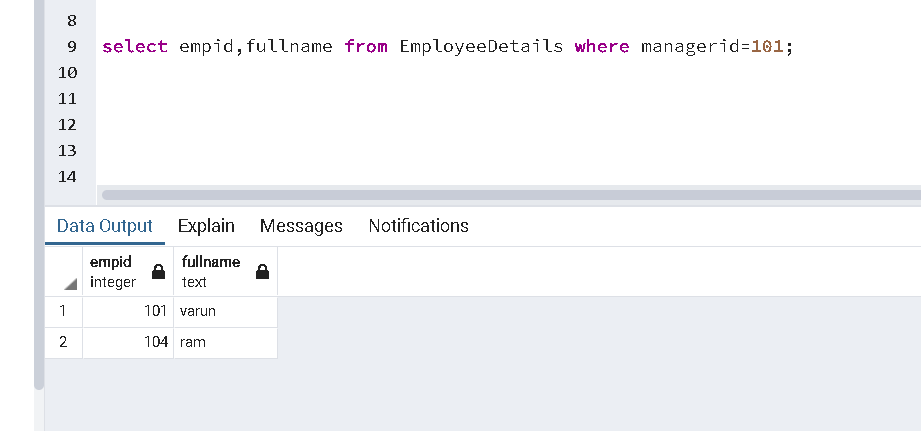 8
9 select empid,fullname from EmployeeDetails where managerid=101;
10
11
12
13
14
Data Output Explain Messages Notifications
empid fullname
integer text
1 101 varun
2 104 ram